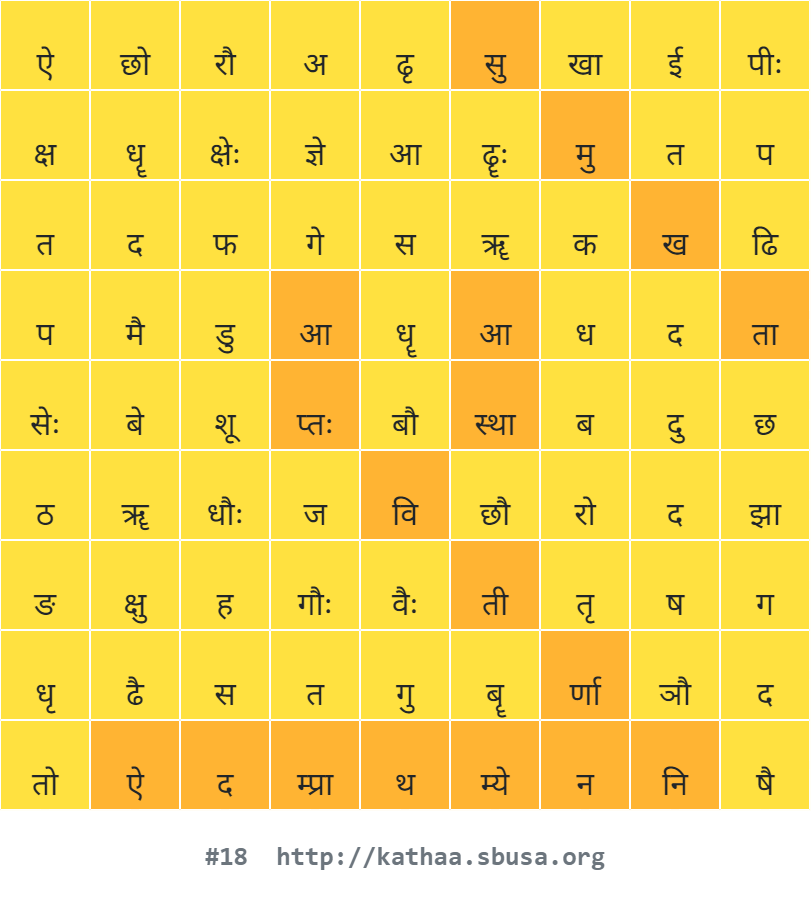 ऐ छो रौ अ ढृ सु खा ई पीः
क्ष धॄ क्षेः ज्ञे आ ढॄः मु त प
त द फ गे स ॠ क ख ढि
प मै डु आ धॄ आ ध द ता
सेः बे शू प्तः बौ स्था ब दु छ
ठ ॠ धौः ज वि छौ रो द झा
ङ क्षु ह गौः वैः ती तृ ष ग
धृ ढै स त गु बॄ र्णा ञौ द
तो ऐ द म्प्रा थ म्ये न नि षै
#18 http://kathaa.sbusa.org